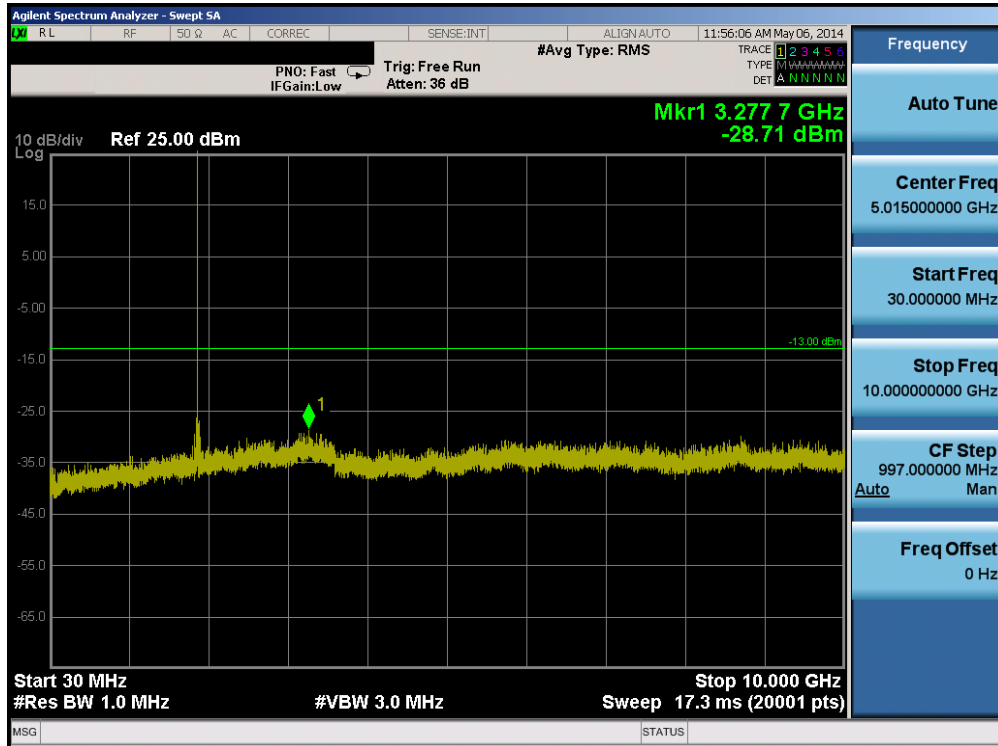 Agilent Spectrum Analyzer - Swept SA
LXI RL RF 50 Ω AC CORREC SENSE:INT ALIGN AUTO 11:56:06 AM May 06, 2014
#Avg Type: RMS
TRACE 1 2 3 4 5 6
PNO: Fast Trig: Free Run
TYPE M WWWWW
IFGain:Low Atten: 36 dB
DET A N N N N N
Mkr1 3.277 7 GHz
-28.71 dBm
10 dB/div Ref 25.00 dBm
Log
15.0
5.00
-5.00
-13.00 dBm
-15.0
1
-25.0
-35.0
-45.0
-55.0
-65.0
Start 30 MHz Stop 10.000 GHz
#Res BW 1.0 MHz #VBW 3.0 MHz Sweep 17.3 ms (20001 pts)
MSG STATUS
Frequency
Auto Tune
Center Freq
5.015000000 GHz
Start Freq
30.000000 MHz
Stop Freq
10.000000000 GHz
CF Step
997.000000 MHz
Auto Man
Freq Offset
0 Hz